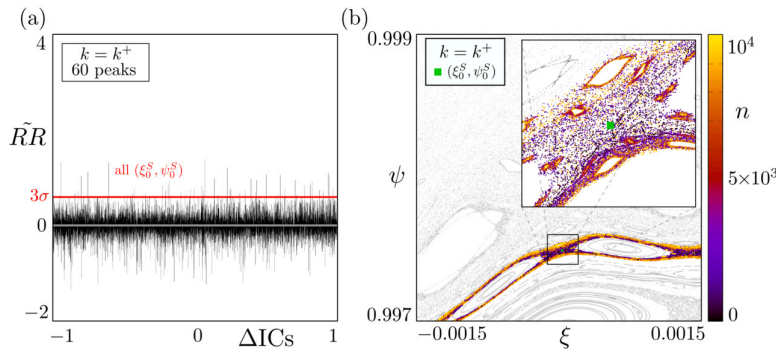 (a)
4
k = k⁺
60 peaks
R̃R
all (ξ₀ˢ, ψ₀ˢ)
3σ
0
−2
−1
0
1
ΔICs
(b)
0.999
k = k⁺
(ξ₀ˢ, ψ₀ˢ)
ψ
0.997
−0.0015
ξ
0.0015
10⁴
n
5×10³
0